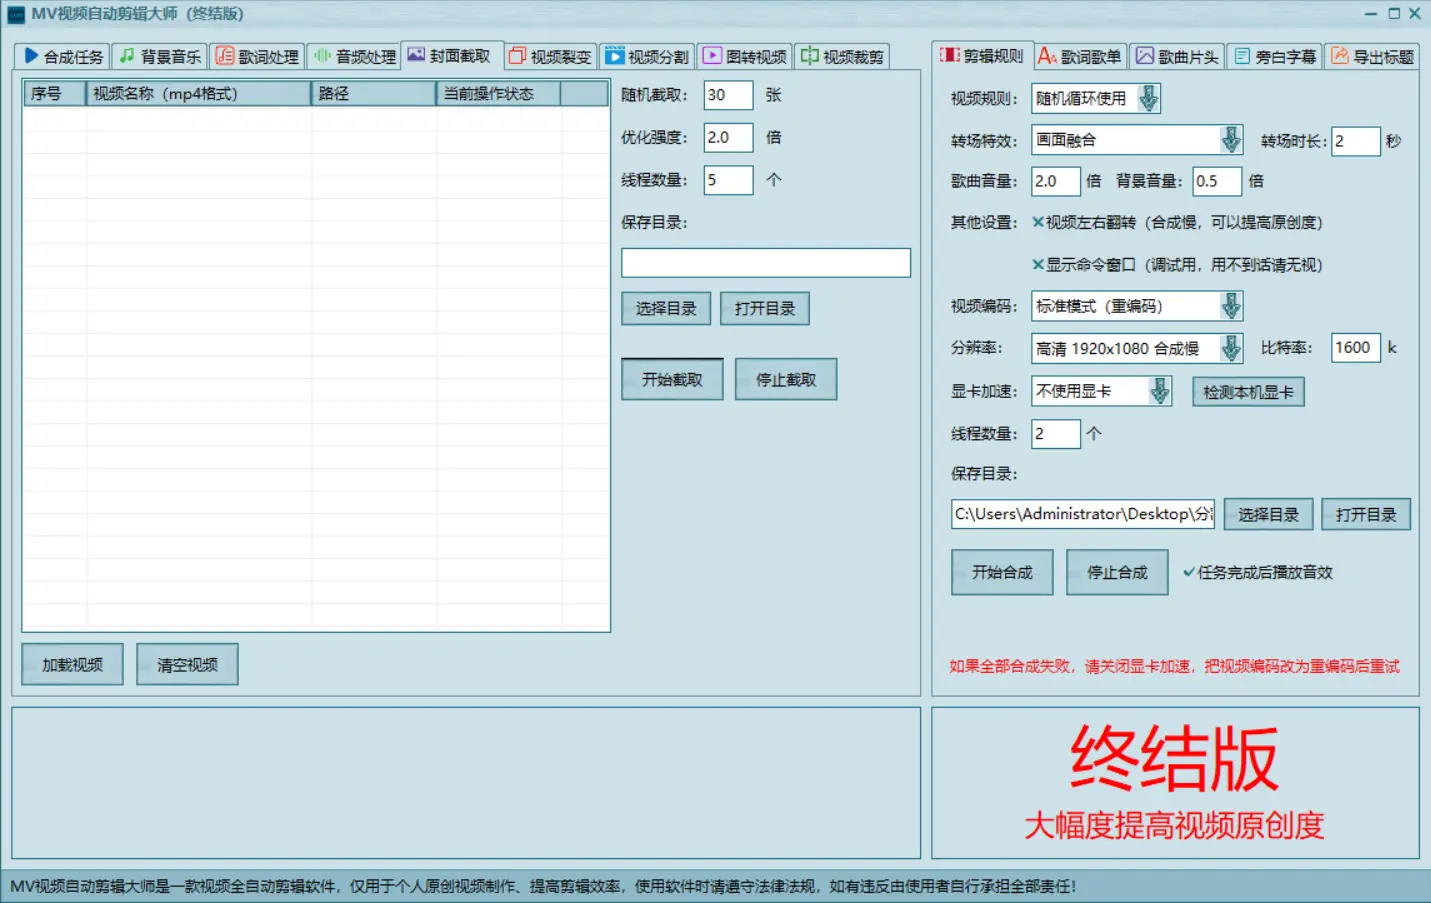 MV视频自动剪辑大师（终结版）
合成任务 背景音乐 歌词处理 音频处理 封面截取 视频裂变 视频分割 图转视频 视频裁剪
序号 视频名称（mp4格式） 路径 当前操作状态
随机截取： 30 张
优化强度： 2.0 倍
线程数量： 5 个
保存目录：
选择目录 打开目录
开始截取 停止截取
加载视频 清空视频
剪辑规则 歌词歌单 歌曲片头 旁白字幕 导出标题
视频规则： 随机循环使用
转场特效： 画面融合 转场时长： 2 秒
歌曲音量： 2.0 倍 背景音量： 0.5 倍
其他设置： 视频左右翻转（合成慢，可以提高原创度）
显示命令窗口（调试用，用不到话请无视）
视频编码： 标准模式（重编码）
分辨率： 高清 1920x1080 合成慢 比特率： 1600 k
显卡加速： 不使用显卡 检测本机显卡
线程数量： 2 个
保存目录：
C:\Users\Administrator\Desktop\分 选择目录 打开目录
开始合成 停止合成 任务完成后播放音效
如果全部合成失败，请关闭显卡加速，把视频编码改为重编码后重试
终结版
大幅度提高视频原创度
MV视频自动剪辑大师是一款视频全自动剪辑软件，仅用于个人原创视频制作、提高剪辑效率，使用软件时请遵守法律法规，如有违反由使用者自行承担全部责任！